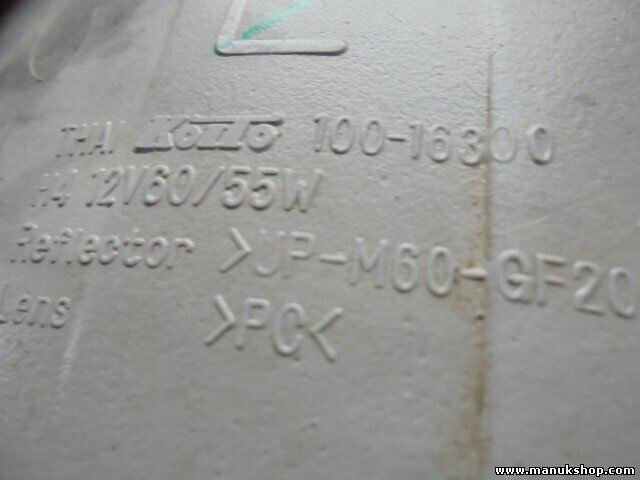 L
THAI KOITO 100-16300
H4 12V60/55W
Reflector >UP-M60-GF20
Lens >PC<
www.manukshop.com